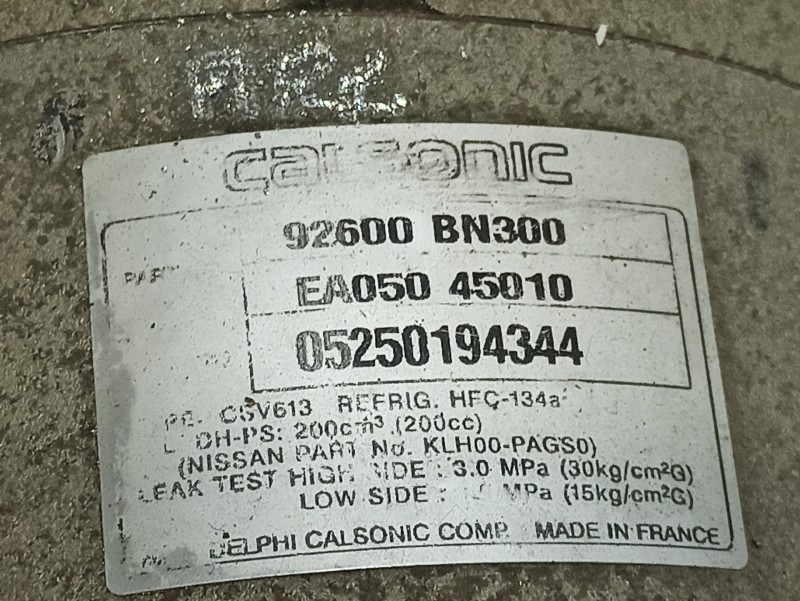 calsonic
92600 BN300
PART
EA050 45010
05250194344
CSV613 REFRIG. HFC-134a
DH-PS: 200cm³ (200cc)
(NISSAN PART No. KLH00-PAGS0)
LEAK TEST HIGH SIDE : 3.0 MPa (30kg/cm²G)
LOW SIDE : MPa (15kg/cm²G)
DELPHI CALSONIC COMP. MADE IN FRANCE